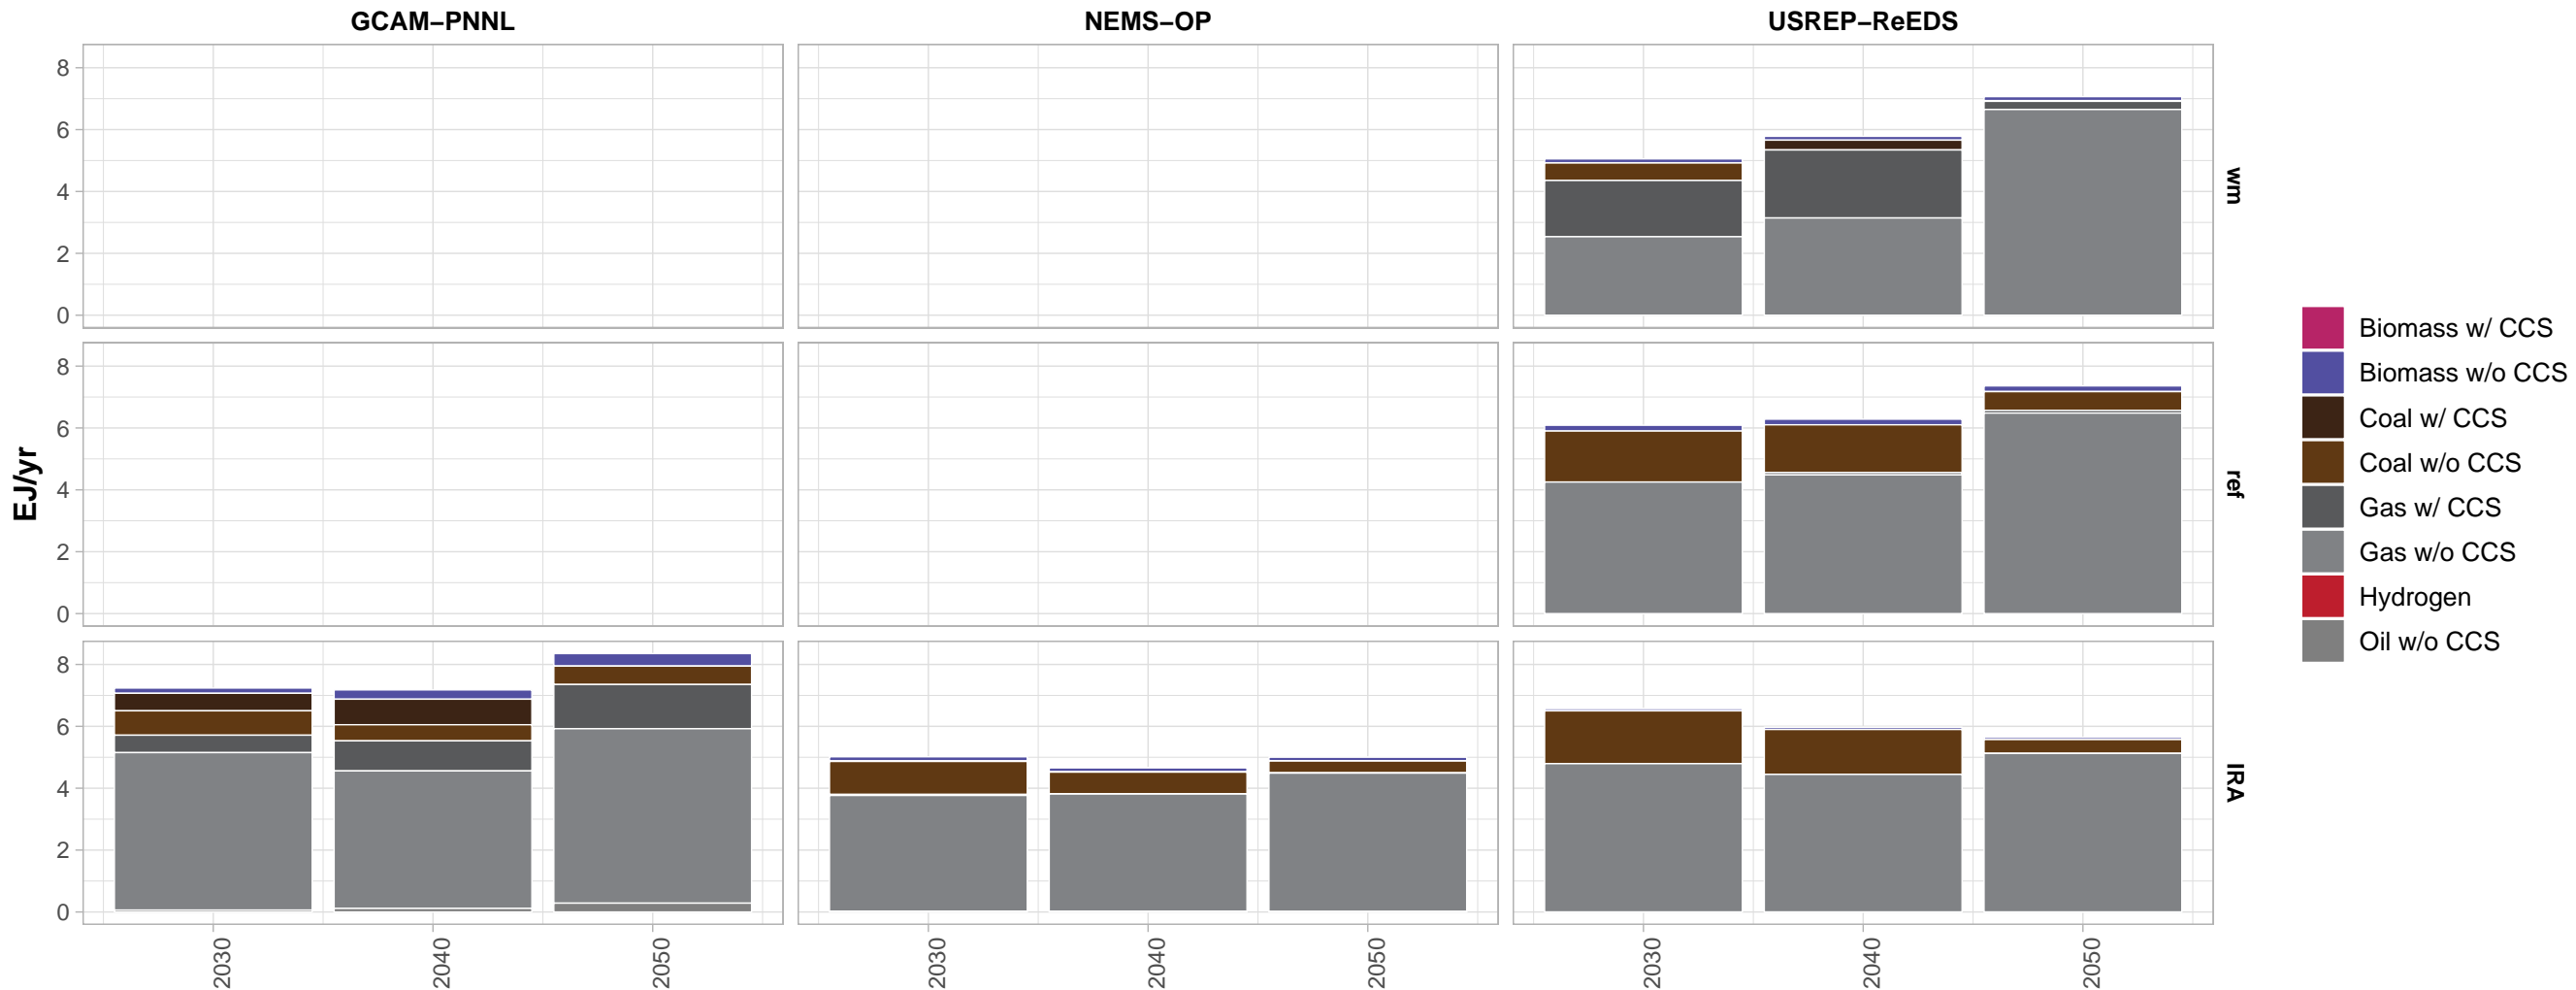 GCAM−PNNL
NEMS−OP
USREP−ReEDS
EJ/yr
8
6
4
2
0
wm
8
6
4
2
0
ref
8
6
4
2
0
IRA
2030
2040
2050
2030
2040
2050
2030
2040
2050
Biomass w/ CCS
Biomass w/o CCS
Coal w/ CCS
Coal w/o CCS
Gas w/ CCS
Gas w/o CCS
Hydrogen
Oil w/o CCS